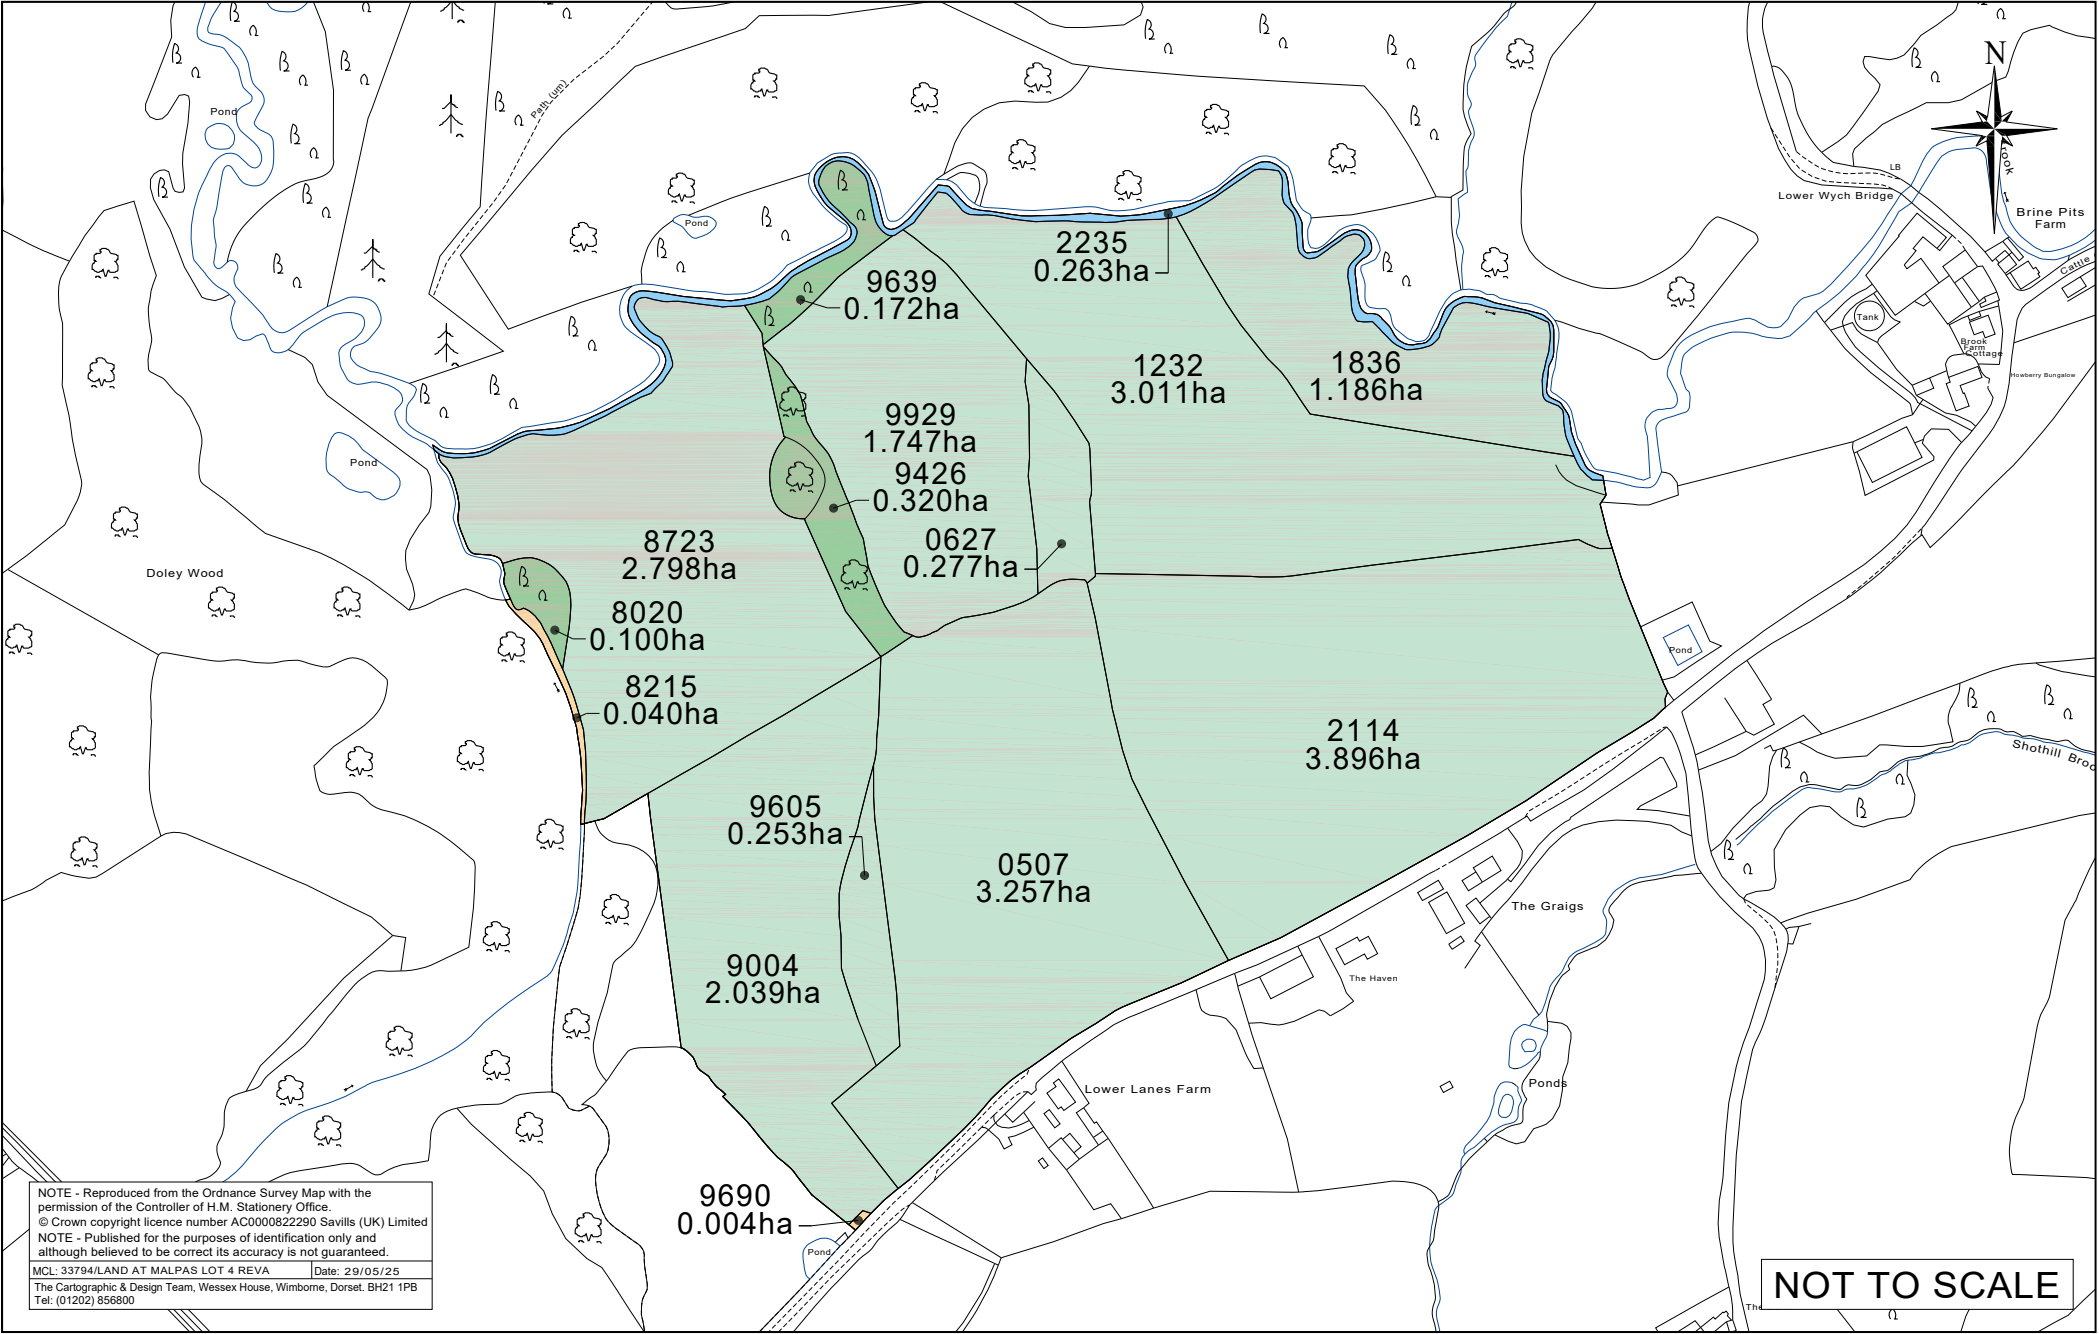 N
Pond
Path (um)
LB
Lower Wych Bridge
Brine Pits
Farm
Cattle
Pond
2235
0.263ha
9639
0.172ha
Tank
Brook
Farm
Cottage
Howberry Bungalow
1232
3.011ha
1836
1.186ha
9929
1.747ha
9426
0.320ha
Pond
0627
0.277ha
8723
2.798ha
Doley Wood
8020
0.100ha
Pond
8215
0.040ha
2114
3.896ha
Shothill Broo
9605
0.253ha
0507
3.257ha
The Graigs
9004
2.039ha
The Haven
Lower Lanes Farm
Ponds
9690
0.004ha
Pond
NOTE - Reproduced from the Ordnance Survey Map with the
permission of the Controller of H.M. Stationery Office.
© Crown copyright licence number AC0000822290 Savills (UK) Limited
NOTE - Published for the purposes of identification only and
although believed to be correct its accuracy is not guaranteed.
MCL: 33794/LAND AT MALPAS LOT 4 REVA Date: 29/05/25
The Cartographic & Design Team, Wessex House, Wimborne, Dorset. BH21 1PB
Tel: (01202) 856800
The
NOT TO SCALE